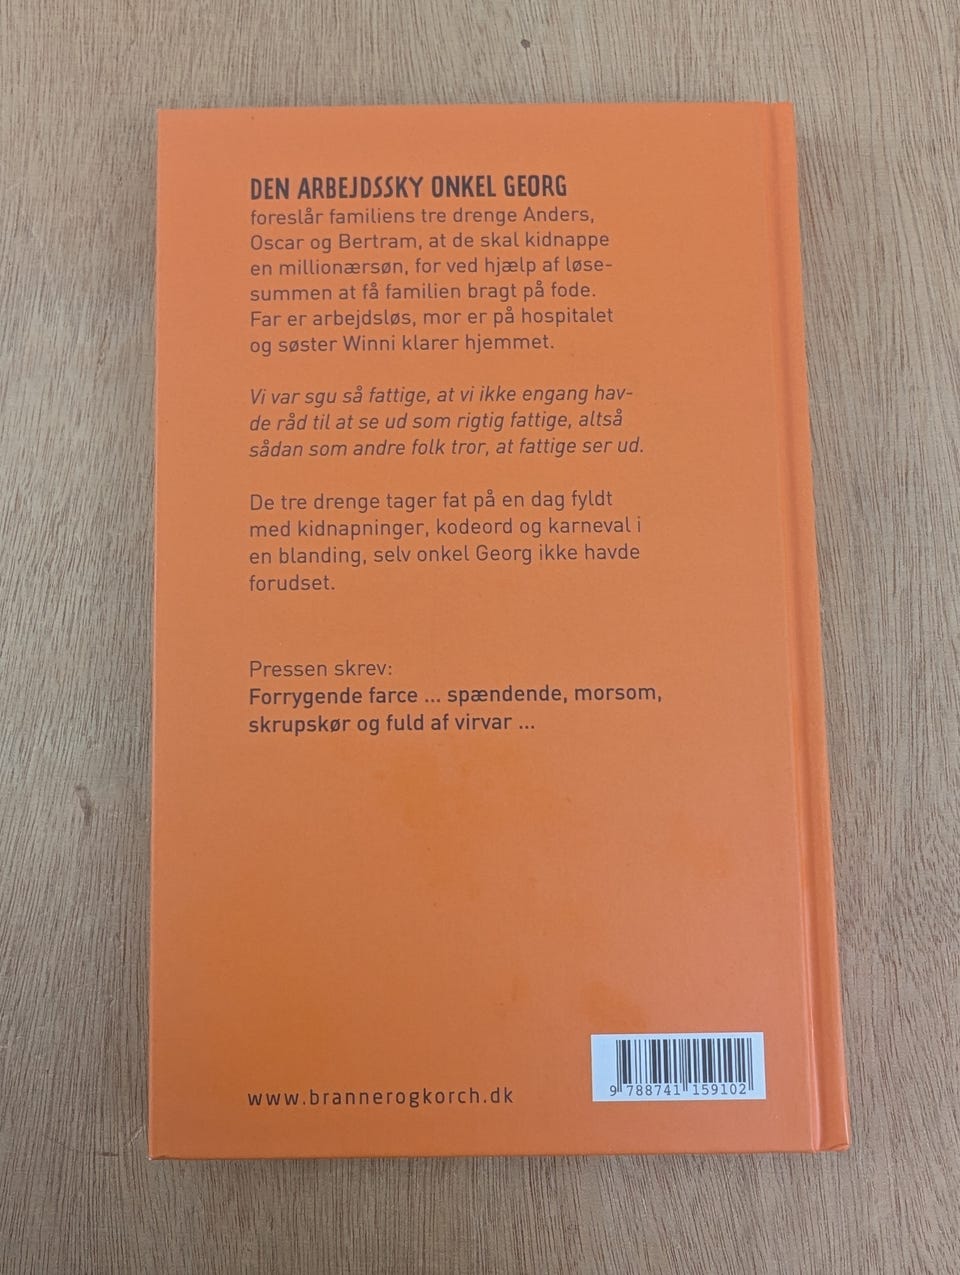 DEN ARBEJDSSKY ONKEL GEORG
foreslår familiens tre drenge Anders,
Oscar og Bertram, at de skal kidnappe
en millionærsøn, for ved hjælp af løse-
summen at få familien bragt på fode.
Far er arbejdsløs, mor er på hospitalet
og søster Winni klarer hjemmet.
Vi var sgu så fattige, at vi ikke engang hav-
de råd til at se ud som rigtig fattige, altså
sådan som andre folk tror, at fattige ser ud.
De tre drenge tager fat på en dag fyldt
med kidnapninger, kodeord og karneval i
en blanding, selv onkel Georg ikke havde
forudset.
Pressen skrev:
Forrygende farce ... spændende, morsom,
skrupskør og fuld af virvar ...
www.brannerogkorch.dk
9 788741 159102